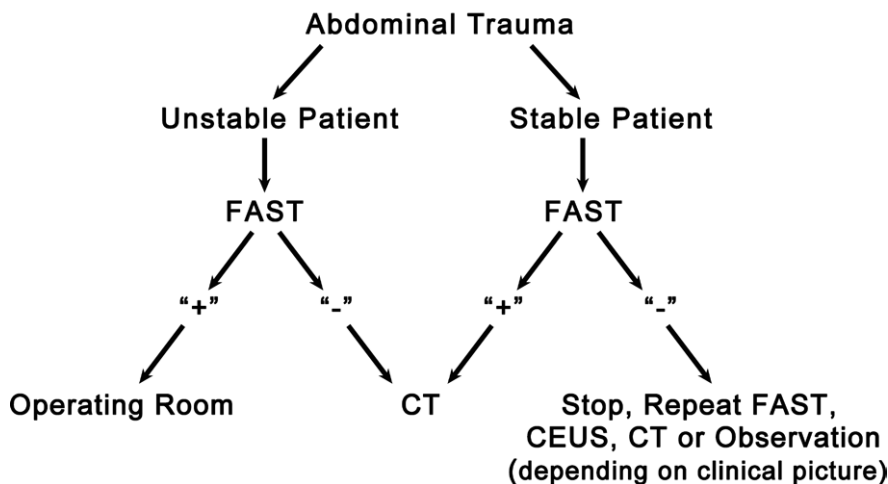 Abdominal Trauma
Unstable Patient
Stable Patient
FAST
FAST
“+”
“-”
“+”
“-”
Operating Room
CT
Stop, Repeat FAST,
CEUS, CT or Observation
(depending on clinical picture)